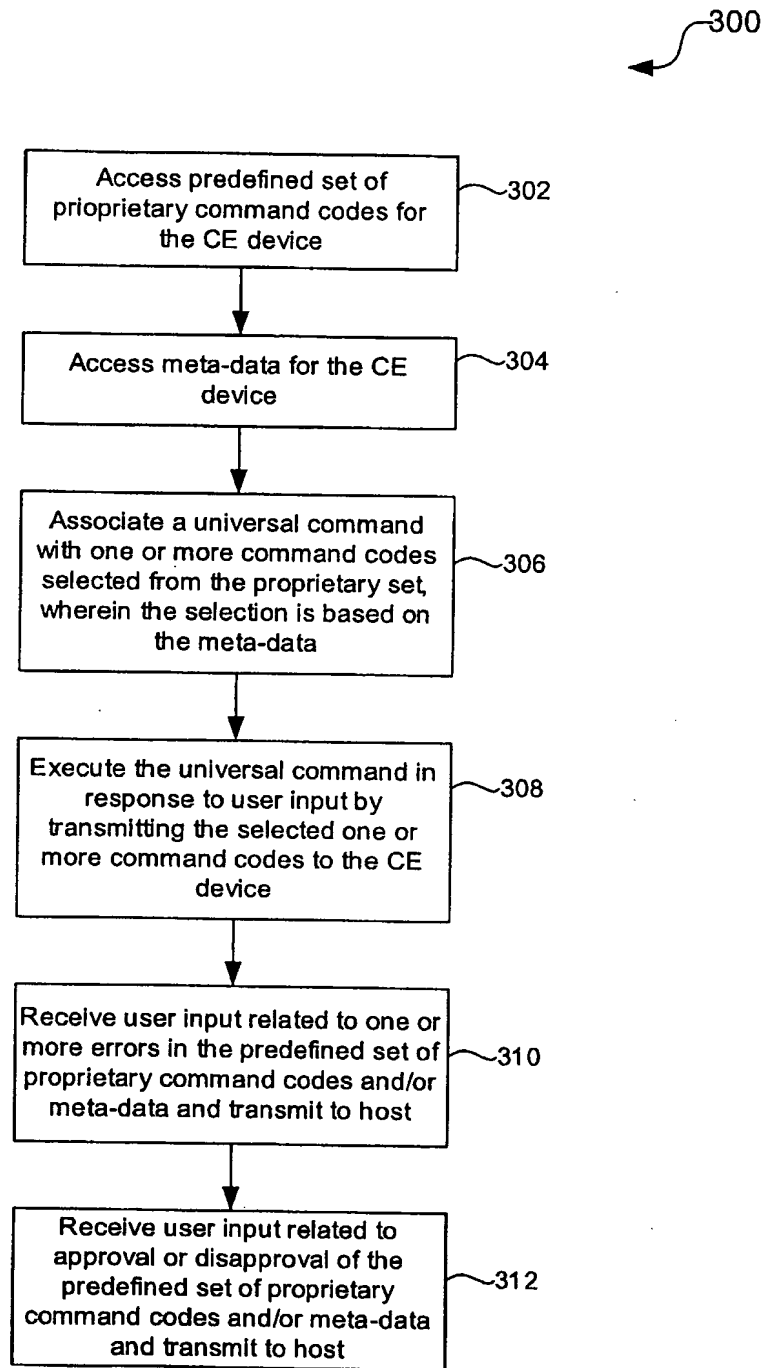 300
Access predefined set of
prioprietary command codes for
the CE device
302
Access meta-data for the CE
device
304
Associate a universal command
with one or more command codes
selected from the proprietary set,
wherein the selection is based on
the meta-data
306
Execute the universal command in
response to user input by
transmitting the selected one or
more command codes to the CE
device
308
Receive user input related to one or
more errors in the predefined set of
proprietary command codes and/or
meta-data and transmit to host
310
Receive user input related to
approval or disapproval of the
predefined set of proprietary
command codes and/or meta-data
and transmit to host
312